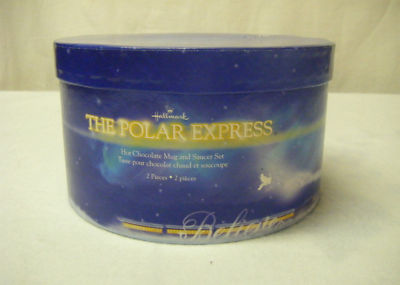 Hallmark
THE POLAR EXPRESS
Hot Chocolate Mug and Saucer Set
Tasse pour chocolat chaud et soucoupe
2 Pieces • 2 pièces
Believe